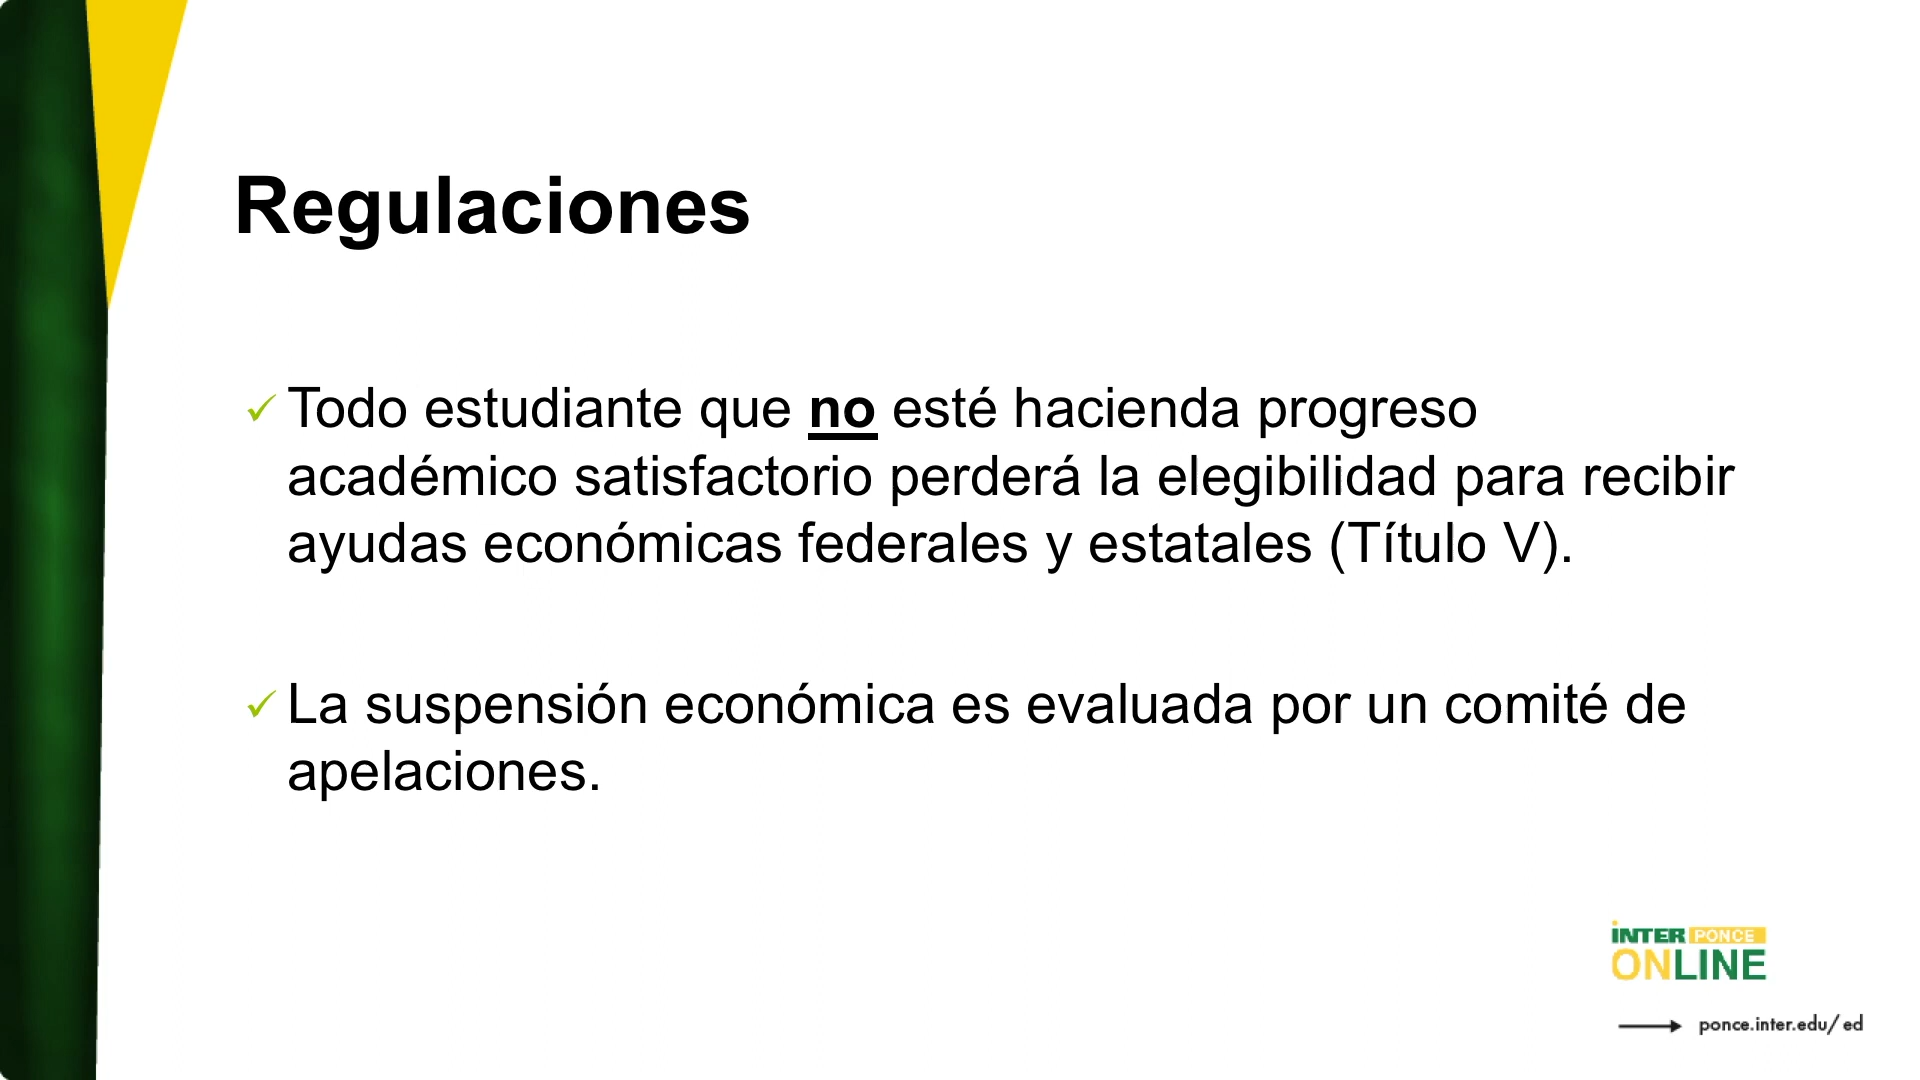 Regulaciones
✓ Todo estudiante que no esté hacienda progreso
académico satisfactorio perderá la elegibilidad para recibir
ayudas económicas federales y estatales (Título V).
✓ La suspensión económica es evaluada por un comité de
apelaciones.
INTER PONCE
ONLINE
ponce.inter.edu/ed